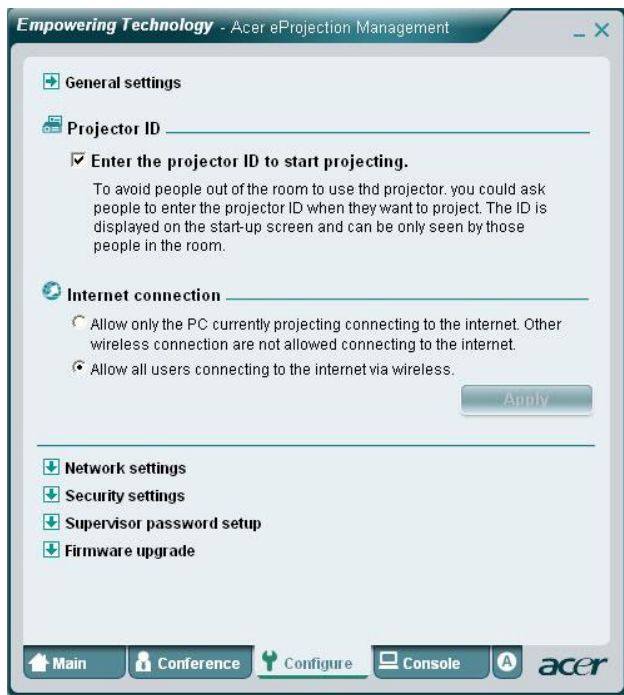 Empowering Technology - Acer eProjection Management
General settings
Projector ID
Enter the projector ID to start projecting.
To avoid people out of the room to use thd projector. you could ask
people to enter the projector ID when they want to project. The ID is
displayed on the start-up screen and can be only seen by those
people in the room.
Internet connection
Allow only the PC currently projecting connecting to the internet. Other
wireless connection are not allowed connecting to the internet.
Allow all users connecting to the internet via wireless.
Apply
Network settings
Security settings
Supervisor password setup
Firmware upgrade
Main Conference Configure Console A acer